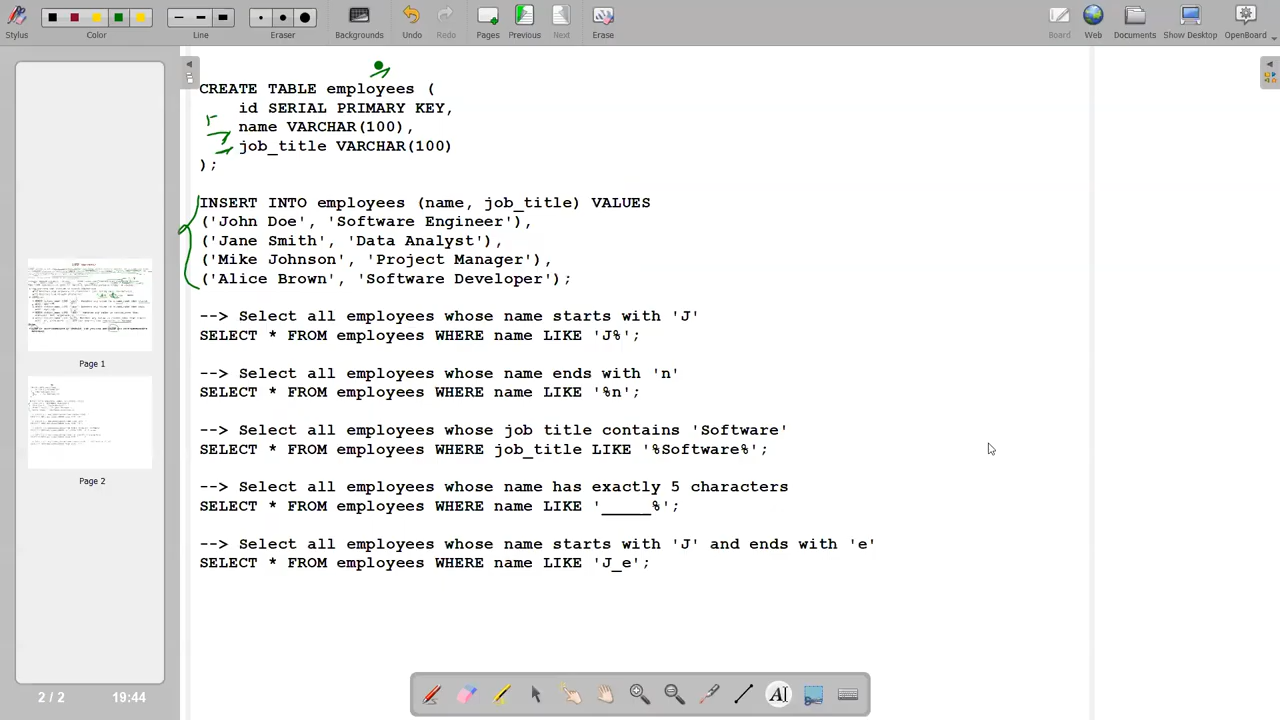 Stylus Color Line Eraser Backgrounds Undo Redo Pages Previous Next Erase Board Web Documents Show Desktop OpenBoard
CREATE TABLE employees (
id SERIAL PRIMARY KEY,
name VARCHAR(100),
job_title VARCHAR(100)
);
INSERT INTO employees (name, job_title) VALUES
('John Doe', 'Software Engineer'),
('Jane Smith', 'Data Analyst'),
('Mike Johnson', 'Project Manager'),
('Alice Brown', 'Software Developer');
--> Select all employees whose name starts with 'J'
SELECT * FROM employees WHERE name LIKE 'J%';
--> Select all employees whose name ends with 'n'
SELECT * FROM employees WHERE name LIKE '%n';
--> Select all employees whose job title contains 'Software'
SELECT * FROM employees WHERE job_title LIKE '%Software%';
--> Select all employees whose name has exactly 5 characters
SELECT * FROM employees WHERE name LIKE '_____%';
--> Select all employees whose name starts with 'J' and ends with 'e'
SELECT * FROM employees WHERE name LIKE 'J_e';
Page 1
Page 2
2 / 2 19:44
AI